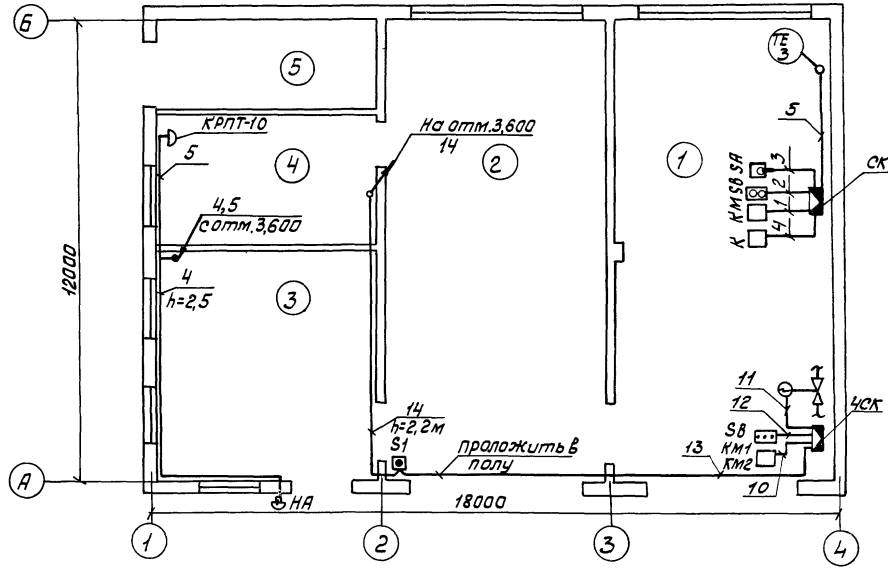 Б
ТЕ
3
5
КРПТ-10
На отм.3,600
14
5
5
2
1
4
SA
3
SB
2
КМ
1
К
4
СК
4,5
с отм.3,600
12000
4
h=2,5
3
11
12
4СК
14
h=2,2м
S1
SB
КМ1
КМ2
проложить в
полу
13
10
А
НА
18000
1
2
3
4